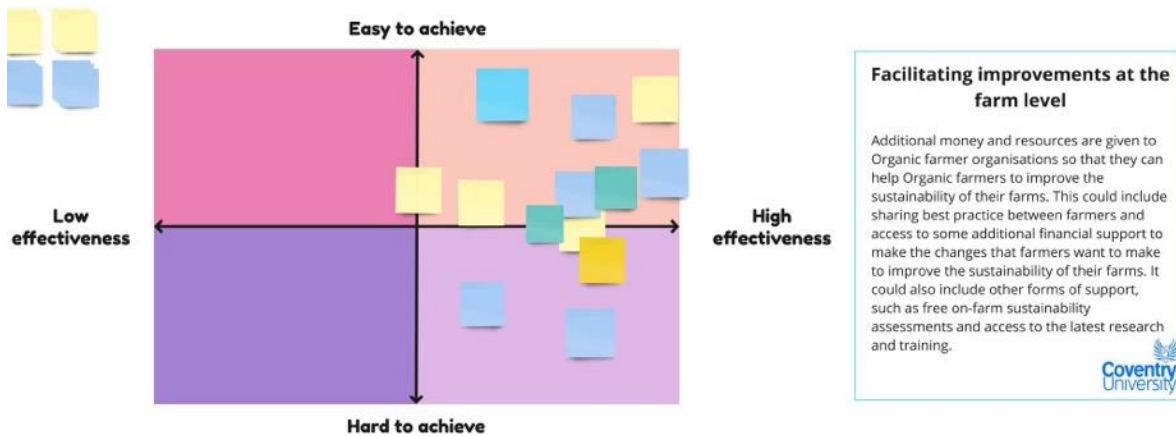 Easy to achieve
Low
effectiveness
High
effectiveness
Hard to achieve
Facilitating improvements at the
farm level
Additional money and resources are given to
Organic farmer organisations so that they can
help Organic farmers to improve the
sustainability of their farms. This could include
sharing best practice between farmers and
access to some additional financial support to
make the changes that farmers want to make
to improve the sustainability of their farms. It
could also include other forms of support,
such as free on-farm sustainability
assessments and access to the latest research
and training.
Coventry
University